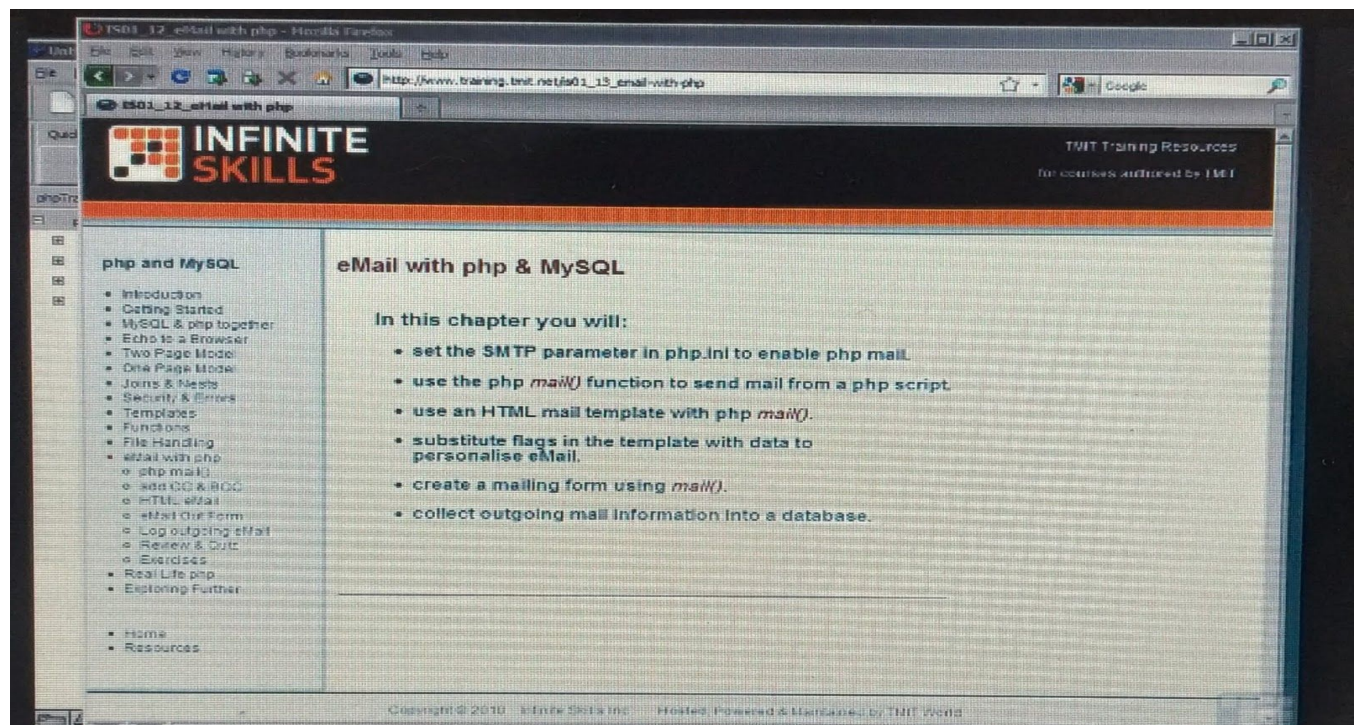 IS01_12_eMail with php - Mozilla Firefox
File Edit View History Bookmarks Tools Help
http://www.training.tmit.net/is01_13_email-with-php
Google
IS01_12_eMail with php
INFINITE
SKILLS
TMIT Training Resources
for courses authored by TMIT
php and MySQL
• Introduction
• Getting Started
• MySQL & php together
• Echo to a Browser
• Two Page Model
• One Page Model
• Joins & Nests
• Security & Errors
• Templates
• Functions
• File Handling
• eMail with php
o php mail()
o add CC & BCC
o HTML eMail
o eMail Out Form
o Log outgoing eMail
o Review & Quiz
o Exercises
• Real Life php
• Exploring Further
• Home
• Resources
eMail with php & MySQL
In this chapter you will:
• set the SMTP parameter in php.ini to enable php mail.
• use the php mail() function to send mail from a php script.
• use an HTML mail template with php mail().
• substitute flags in the template with data to
personalise eMail.
• create a mailing form using mail().
• collect outgoing mail information into a database.
Copyright © 2010 Infinite Skills Inc Hosted, Powered & Maintained by TMIT World